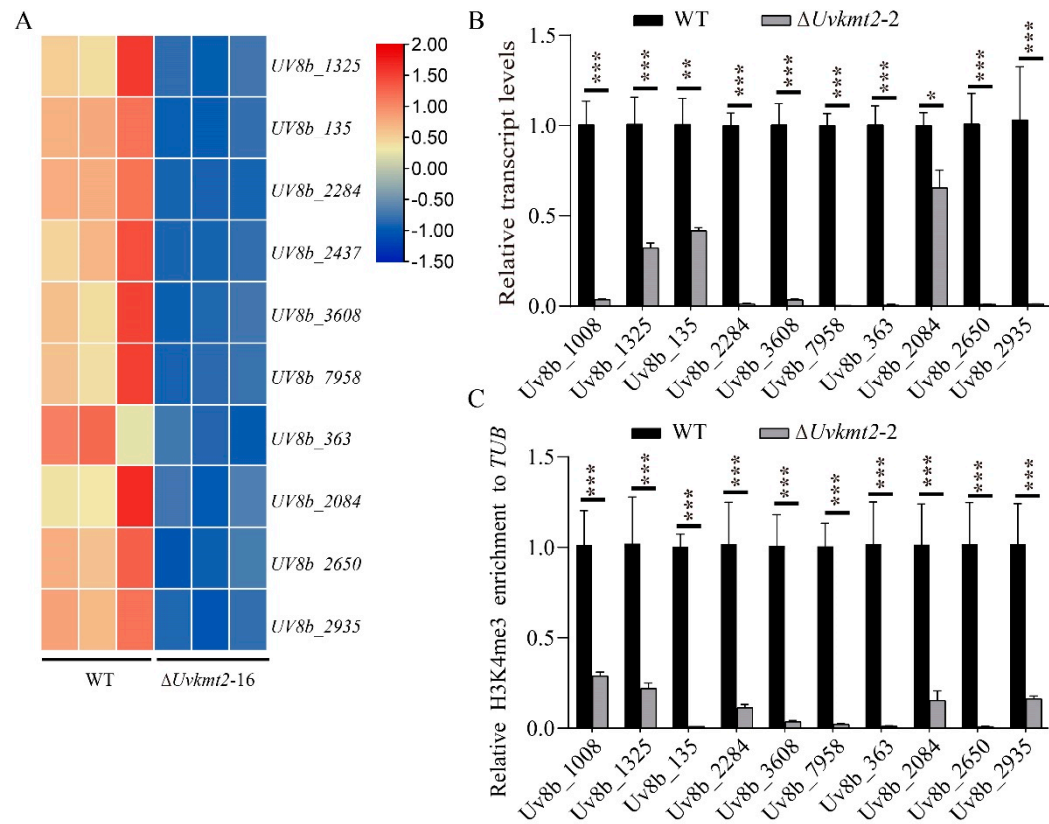 A
UV8b_1325
UV8b_135
UV8b_2284
UV8b_2437
UV8b_3608
UV8b_7958
UV8b_363
UV8b_2084
UV8b_2650
UV8b_2935
WT ΔUvkmt2-16
2.00
1.50
1.00
0.50
0.00
-0.50
-1.00
-1.50
B
WT ΔUvkmt2-2
Relative transcript levels
1.5
1.0
0.5
0.0
*** *** ** *** *** *** *** * *** ***
Uv8b_1008 Uv8b_1325 Uv8b_135 Uv8b_2284 Uv8b_3608 Uv8b_7958 Uv8b_363 Uv8b_2084 Uv8b_2650 Uv8b_2935
C
WT ΔUvkmt2-2
Relative H3K4me3 enrichment to TUB
1.5
1.0
0.5
0.0
*** *** *** *** *** *** *** *** *** ***
Uv8b_1008 Uv8b_1325 Uv8b_135 Uv8b_2284 Uv8b_3608 Uv8b_7958 Uv8b_363 Uv8b_2084 Uv8b_2650 Uv8b_2935